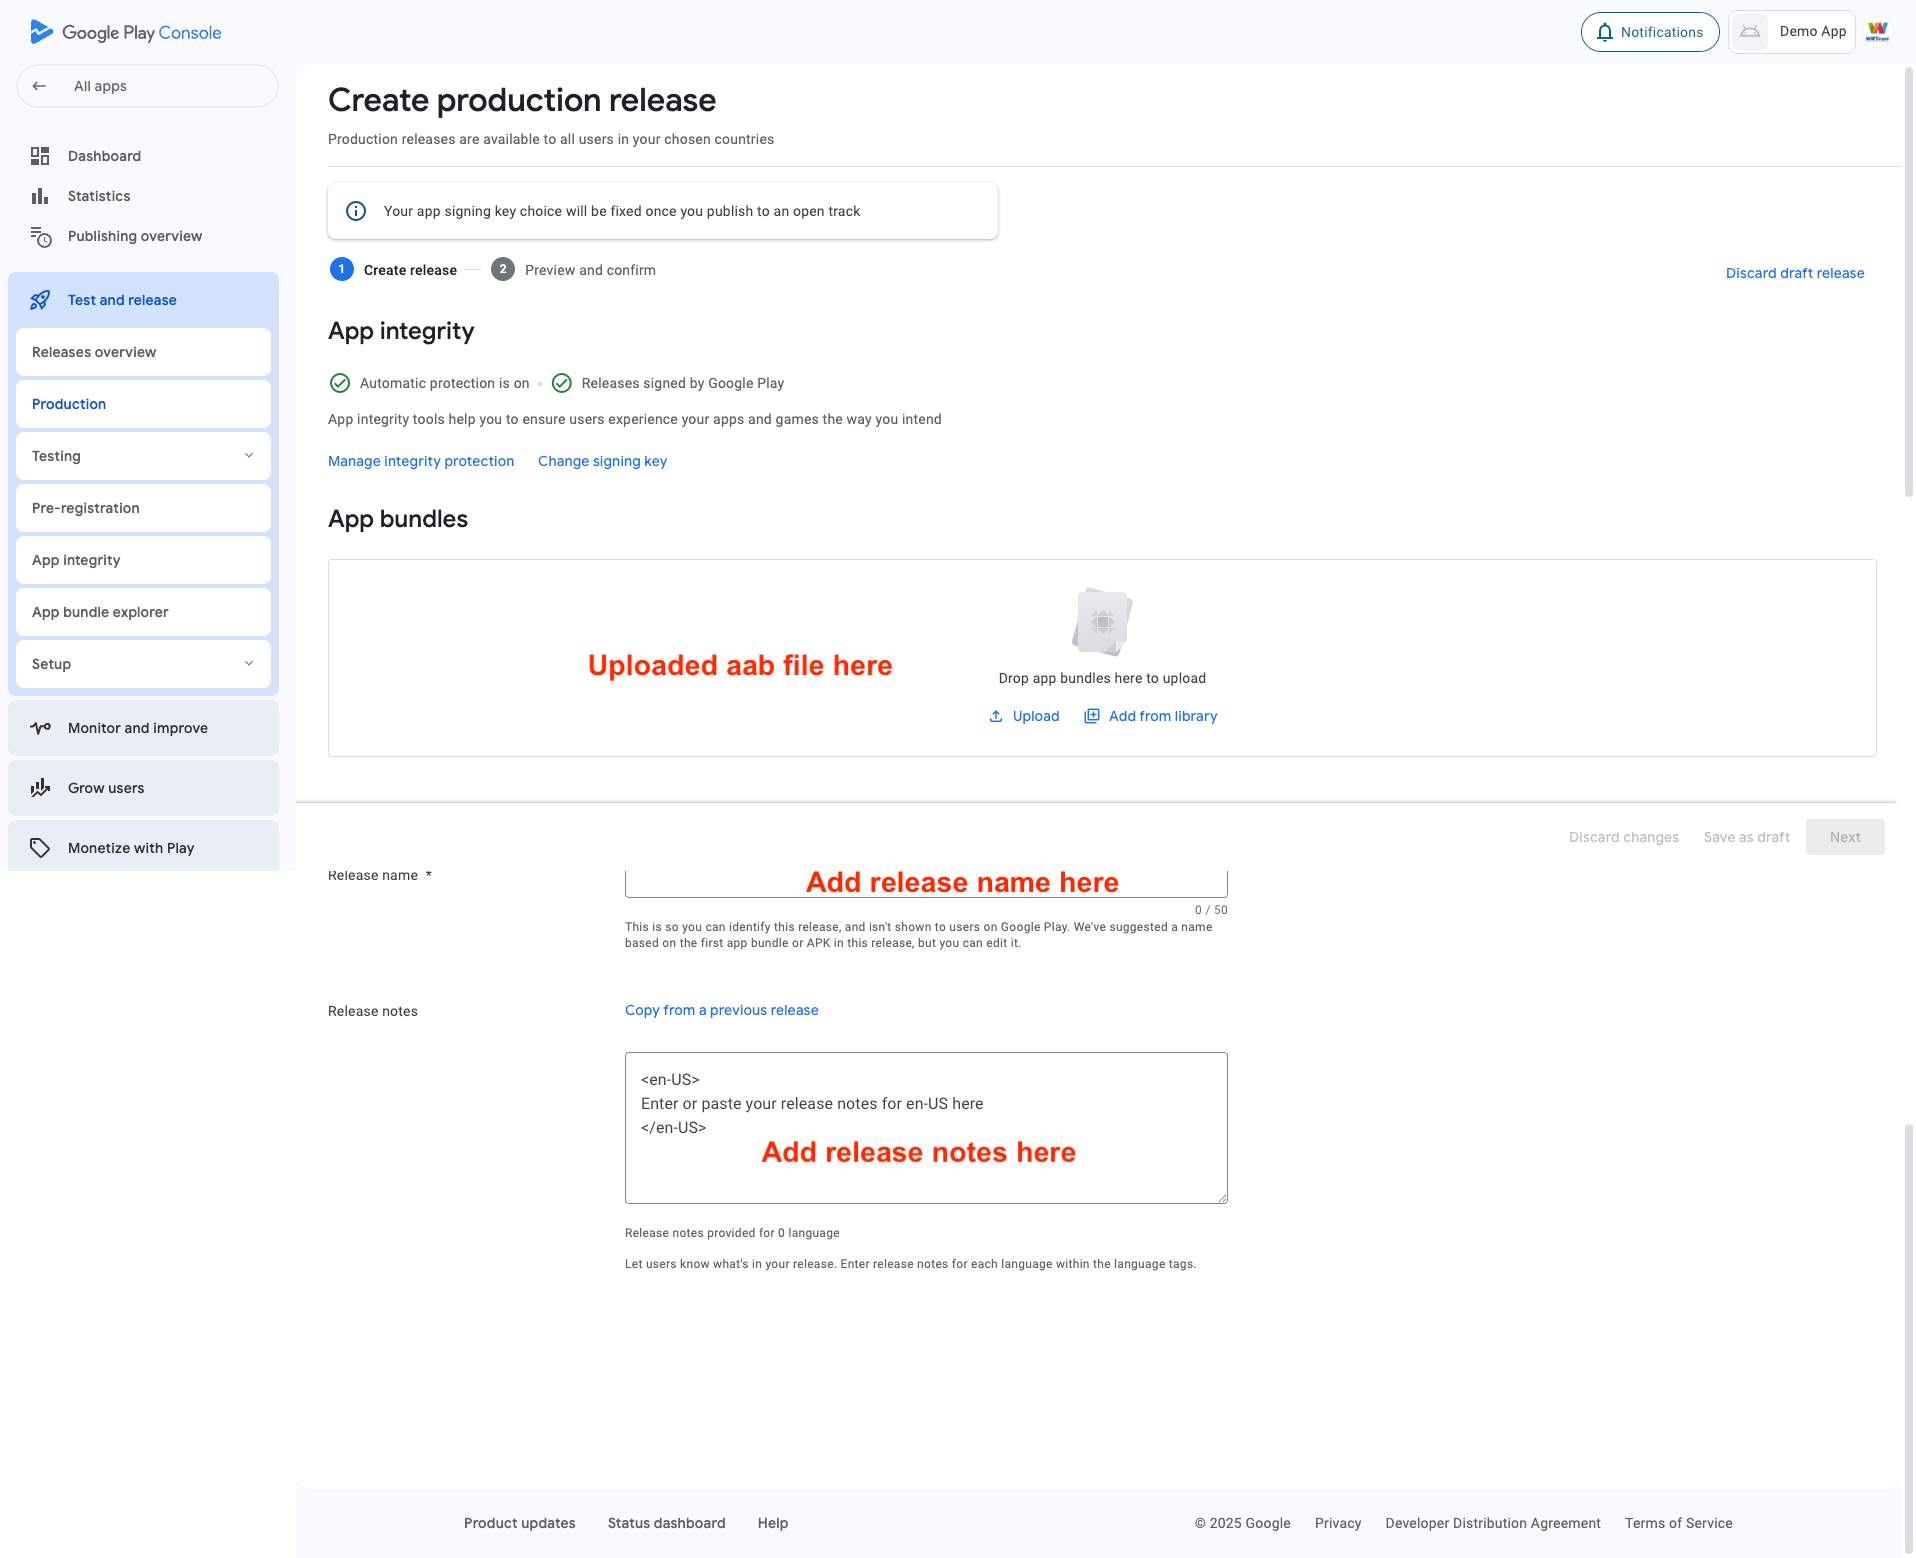 Google Play Console
Notifications
Demo App
All apps
Dashboard
Statistics
Publishing overview
Test and release
Releases overview
Production
Testing
Pre-registration
App integrity
App bundle explorer
Setup
Monitor and improve
Grow users
Monetize with Play
Create production release
Production releases are available to all users in your chosen countries
Your app signing key choice will be fixed once you publish to an open track
1 Create release
2 Preview and confirm
Discard draft release
App integrity
Automatic protection is on • Releases signed by Google Play
App integrity tools help you to ensure users experience your apps and games the way you intend
Manage integrity protection
Change signing key
App bundles
Uploaded aab file here
Drop app bundles here to upload
Upload
Add from library
Discard changes
Save as draft
Next
Release name *
Add release name here
0 / 50
This is so you can identify this release, and isn't shown to users on Google Play. We've suggested a name
based on the first app bundle or APK in this release, but you can edit it.
Release notes
Copy from a previous release
<en-US>
Enter or paste your release notes for en-US here
</en-US>
Add release notes here
Release notes provided for 0 language
Let users know what's in your release. Enter release notes for each language within the language tags.
Product updates
Status dashboard
Help
© 2025 Google
Privacy
Developer Distribution Agreement
Terms of Service